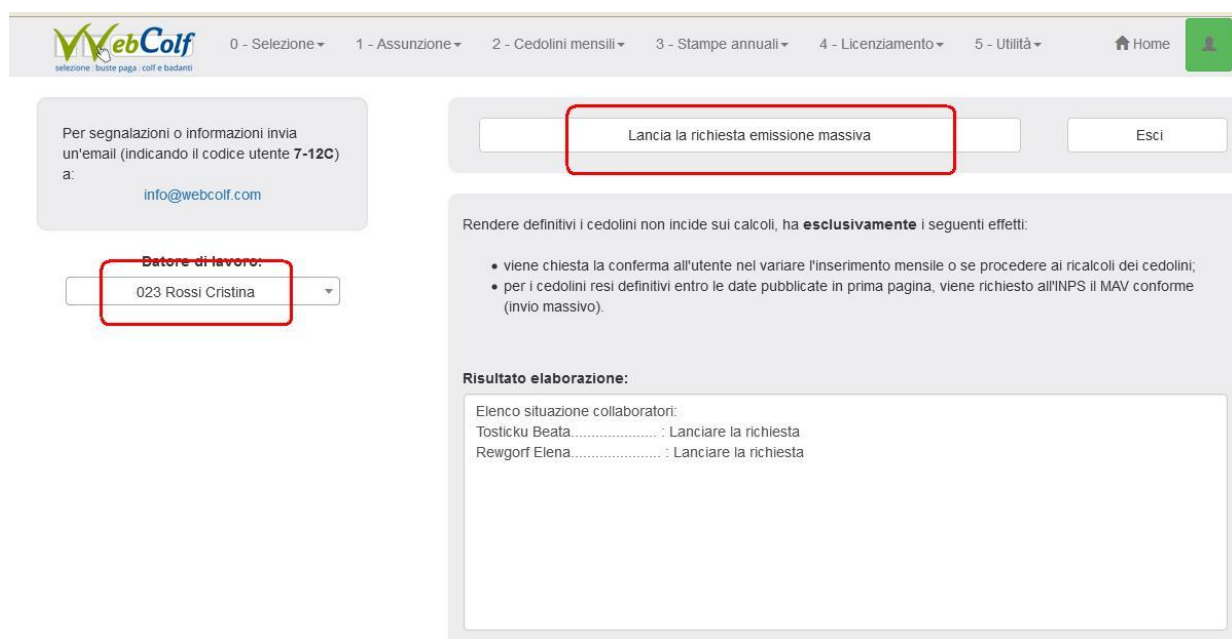 WebColf
selezione buste paga colf e badanti
0 - Selezione
1 - Assunzione
2 - Cedolini mensili
3 - Stampe annuali
4 - Licenziamento
5 - Utilità
Home
Per segnalazioni o informazioni invia
un'email (indicando il codice utente 7-12C)
a:
info@webcolf.com
Datore di lavoro:
023 Rossi Cristina
Lancia la richiesta emissione massiva
Esci
Rendere definitivi i cedolini non incide sui calcoli, ha esclusivamente i seguenti effetti:
• viene chiesta la conferma all'utente nel variare l'inserimento mensile o se procedere ai ricalcoli dei cedolini;
• per i cedolini resi definitivi entro le date pubblicate in prima pagina, viene richiesto all'INPS il MAV conforme
(invio massivo).
Risultato elaborazione:
Elenco situazione collaboratori:
Tosticku Beata..................... : Lanciare la richiesta
Rewgorf Elena...................... : Lanciare la richiesta